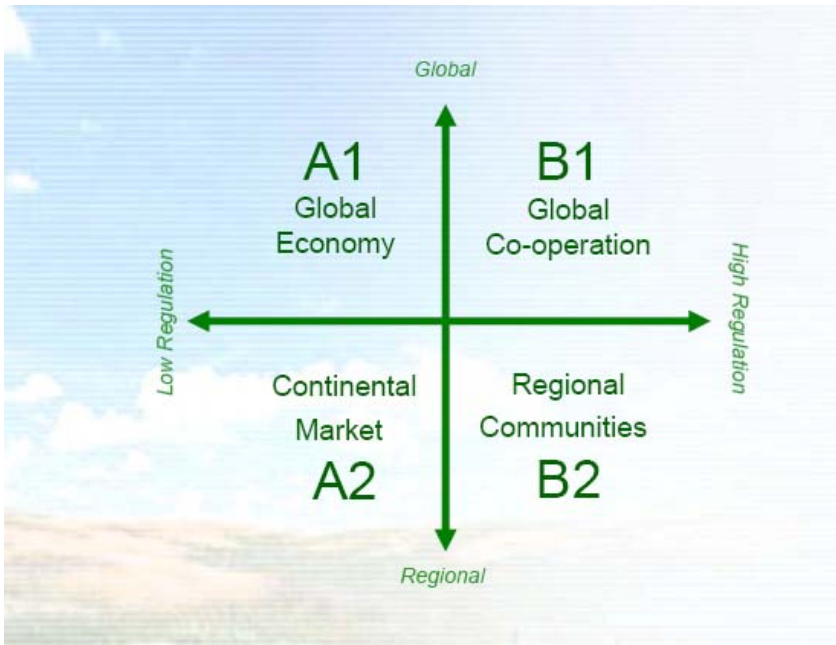 Global
A1
Global
Economy
B1
Global
Co-operation
Low Regulation
High Regulation
Continental
Market
A2
Regional
Communities
B2
Regional